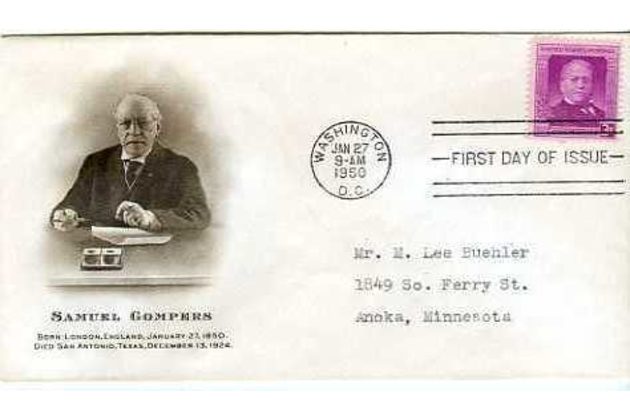 UNITED STATES POSTAGE
WASHINGTON
JAN 27
9-AM
1950
D.C.
FIRST DAY OF ISSUE
Mr. M. Lee Buehler
1849 So. Ferry St.
Anoka, Minnesota
SAMUEL GOMPERS
BORN LONDON, ENGLAND, JANUARY 27, 1850.
DIED SAN ANTONIO, TEXAS, DECEMBER 13, 1924.